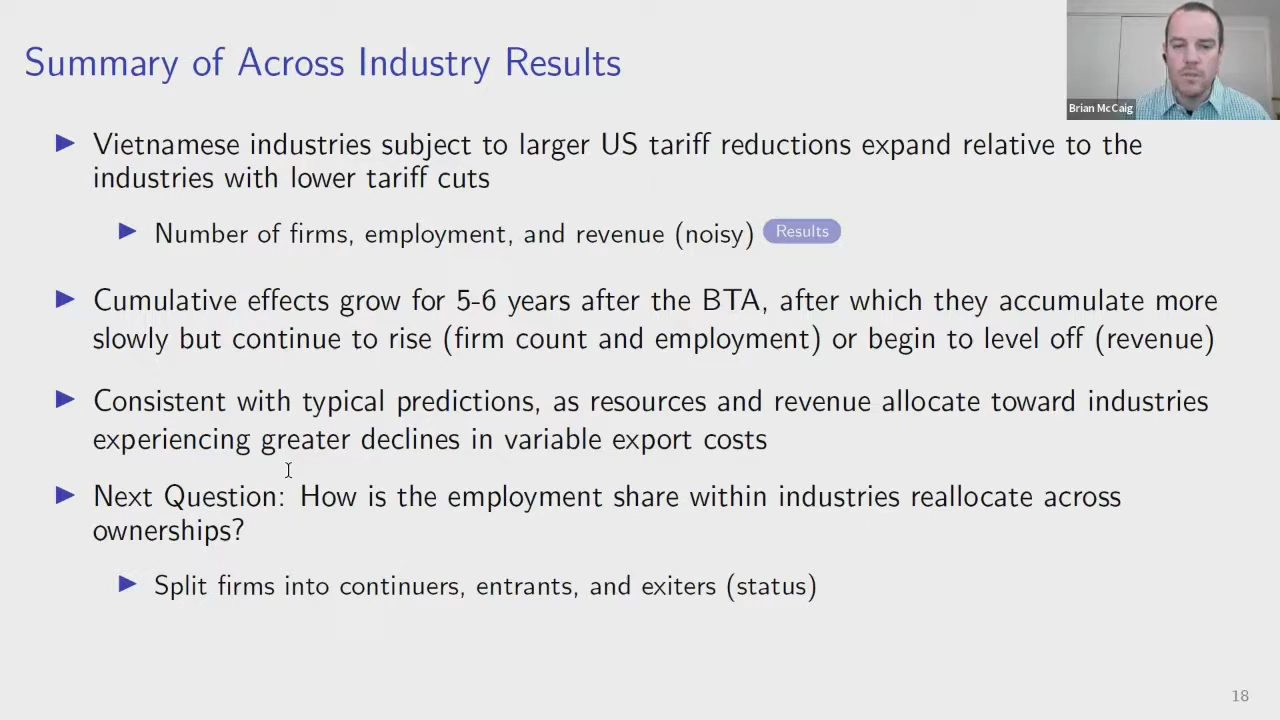 Summary of Across Industry Results
Brian McCaig
Vietnamese industries subject to larger US tariff reductions expand relative to the
industries with lower tariff cuts
Number of firms, employment, and revenue (noisy) Results
Cumulative effects grow for 5-6 years after the BTA, after which they accumulate more
slowly but continue to rise (firm count and employment) or begin to level off (revenue)
Consistent with typical predictions, as resources and revenue allocate toward industries
experiencing greater declines in variable export costs
Next Question: How is the employment share within industries reallocate across
ownerships?
Split firms into continuers, entrants, and exiters (status)
18